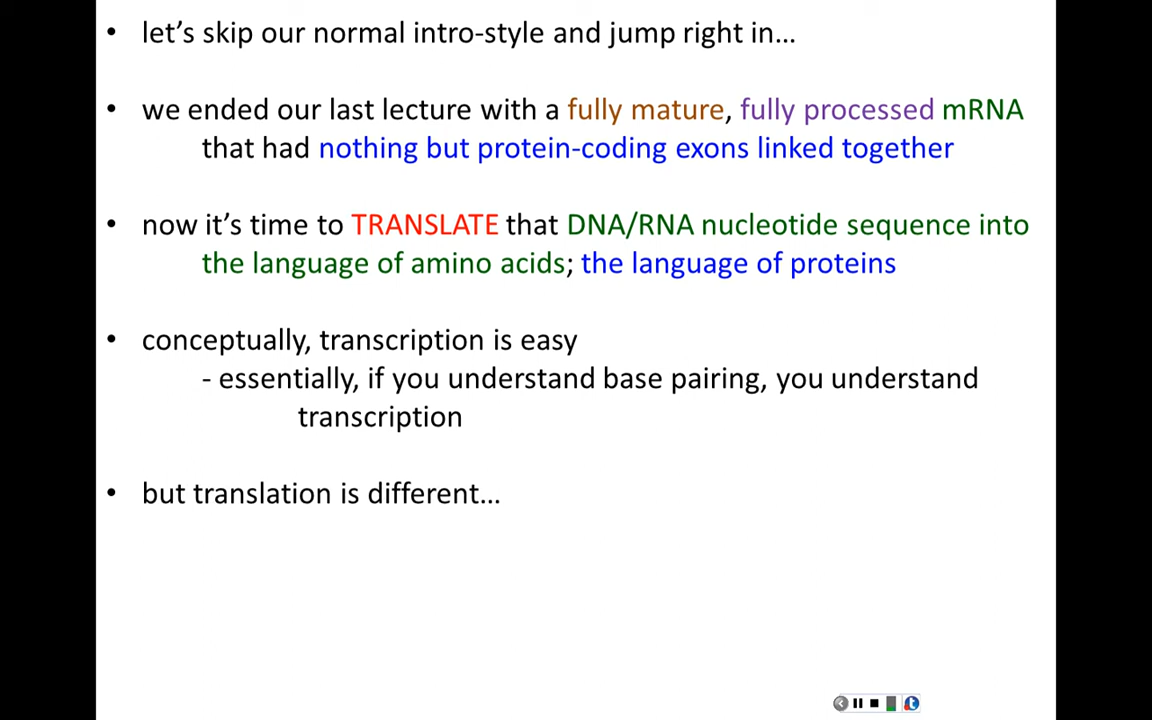 • let's skip our normal intro-style and jump right in...
• we ended our last lecture with a fully mature, fully processed mRNA
that had nothing but protein-coding exons linked together
• now it's time to TRANSLATE that DNA/RNA nucleotide sequence into
the language of amino acids; the language of proteins
• conceptually, transcription is easy
- essentially, if you understand base pairing, you understand
transcription
• but translation is different...